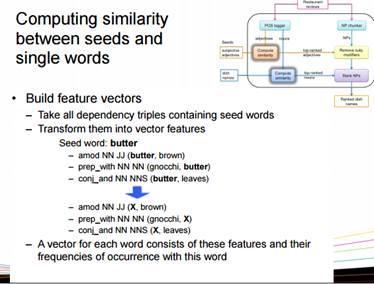 Computing similarity
between seeds and
single words
Restaurant
reviews
POS tagger
NP chunker
adjectives
nouns
NPs
Seeds
subjective
adjectives
Compute
similarity
top-ranked
adjectives
Remove subj.
modifiers
dish
names
Compute
similarity
top-ranked
nouns
Rank NPs
Ranked dish
names
• Build feature vectors
– Take all dependency triples containing seed words
– Transform them into vector features
Seed word: butter
– amod NN JJ (butter, brown)
– prep_with NN NN (gnocchi, butter)
– conj_and NN NNS (butter, leaves)
– amod NN JJ (X, brown)
– prep_with NN NN (gnocchi, X)
– conj_and NN NNS (X, leaves)
– A vector for each word consists of these features and their
frequencies of occurrence with this word